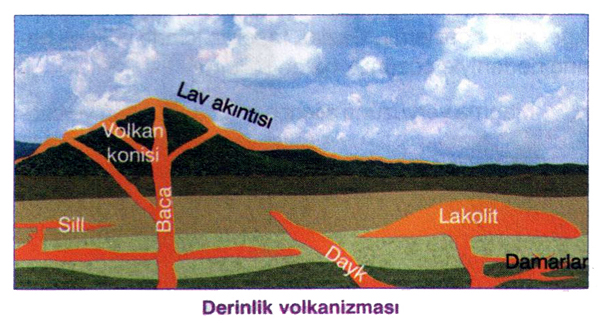 Lav akıntısı
Volkan
konisi
Baca
Sill
Dayk
Lakolit
Damarlar
Derinlik volkanizması